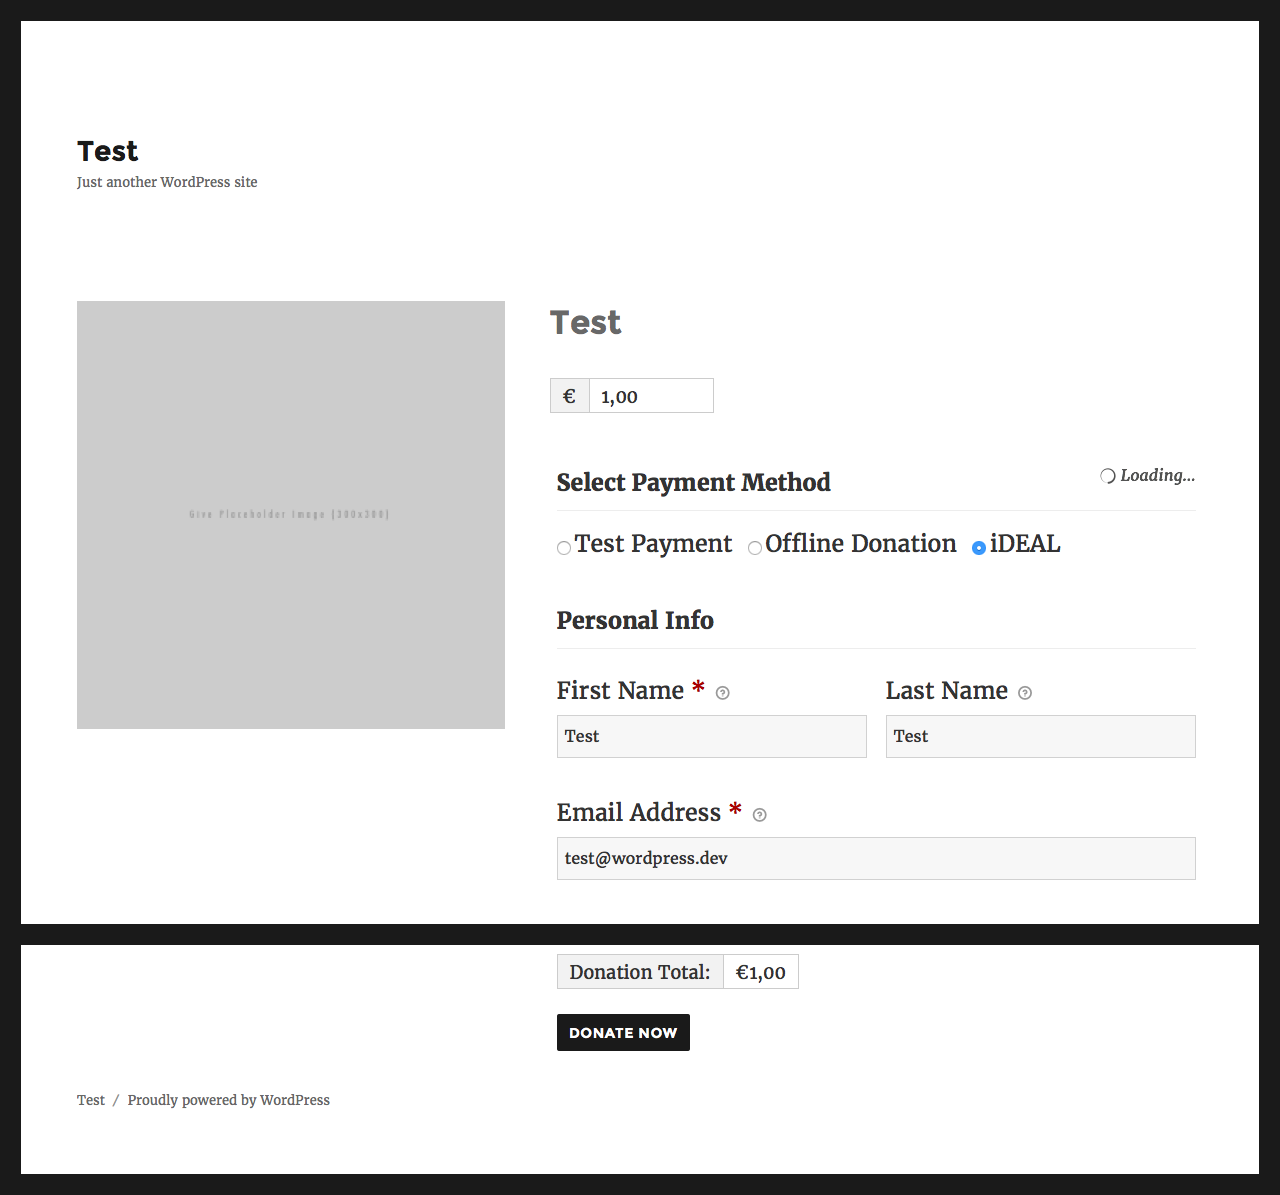 Test
Just another WordPress site
Give Placeholder Image (300x300)
Test
€ 1,00
Select Payment Method
Loading...
Test Payment Offline Donation iDEAL
Personal Info
First Name * ?
Last Name ?
Test
Test
Email Address * ?
test@wordpress.dev
Donation Total: €1,00
DONATE NOW
Test / Proudly powered by WordPress